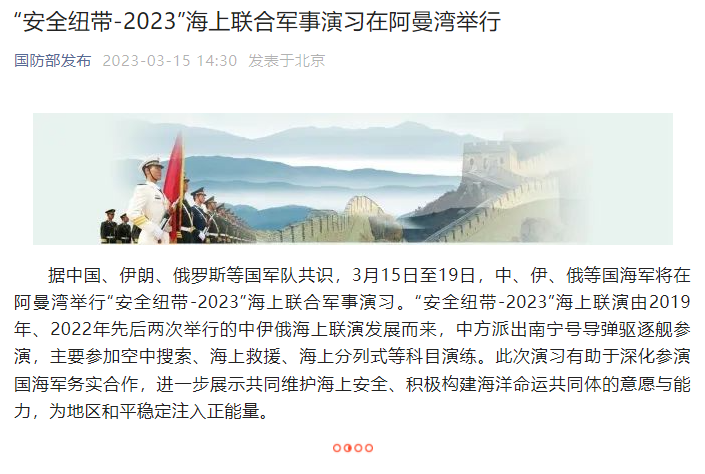 “安全纽带-2023”海上联合军事演习在阿曼湾举行
国防部发布 2023-03-15 14:30 发表于北京
据中国、伊朗、俄罗斯等国军队共识，3月15日至19日，中、伊、俄等国海军将在
阿曼湾举行“安全纽带-2023”海上联合军事演习。“安全纽带-2023”海上联演由2019
年、2022年先后两次举行的中伊俄海上联演发展而来，中方派出南宁号导弹驱逐舰参
演，主要参加空中搜索、海上救援、海上分列式等科目演练。此次演习有助于深化参演
国海军务实合作，进一步展示共同维护海上安全、积极构建海洋命运共同体的意愿与能
力，为地区和平稳定注入正能量。